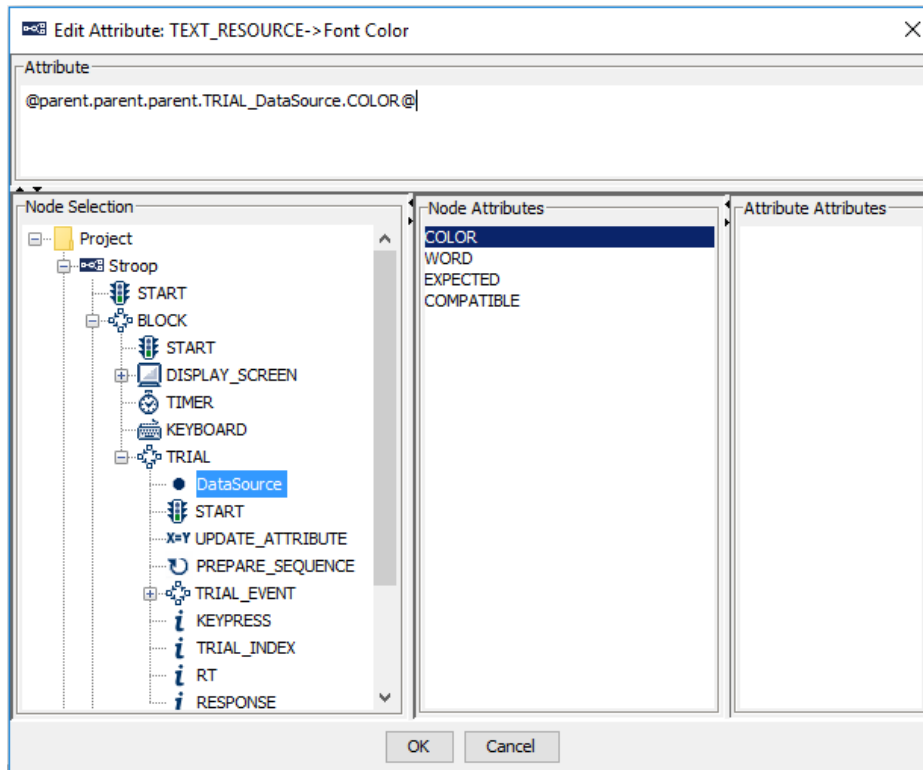 Edit Attribute: TEXT_RESOURCE->Font Color
Attribute
@parent.parent.parent.TRIAL_DataSource.COLOR@
Node Selection
Project
Stroop
START
BLOCK
START
DISPLAY_SCREEN
TIMER
KEYBOARD
TRIAL
DataSource
START
X=Y UPDATE_ATTRIBUTE
PREPARE_SEQUENCE
TRIAL_EVENT
KEYPRESS
TRIAL_INDEX
RT
RESPONSE
Node Attributes
COLOR
WORD
EXPECTED
COMPATIBLE
Attribute Attributes
OK
Cancel